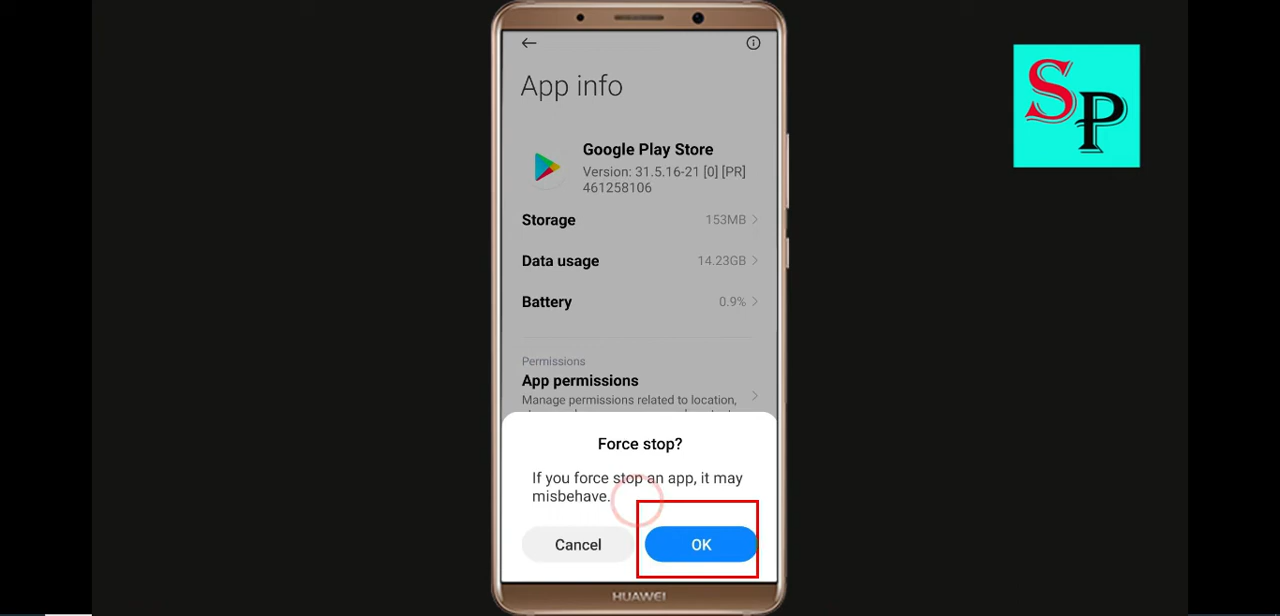 App info
Google Play Store
Version: 31.5.16-21 [0] [PR]
461258106
Storage 153MB
Data usage 14.23GB
Battery 0.9%
Permissions
App permissions
Manage permissions related to location,
Force stop?
If you force stop an app, it may
misbehave.
Cancel OK
HUAWEI
SP